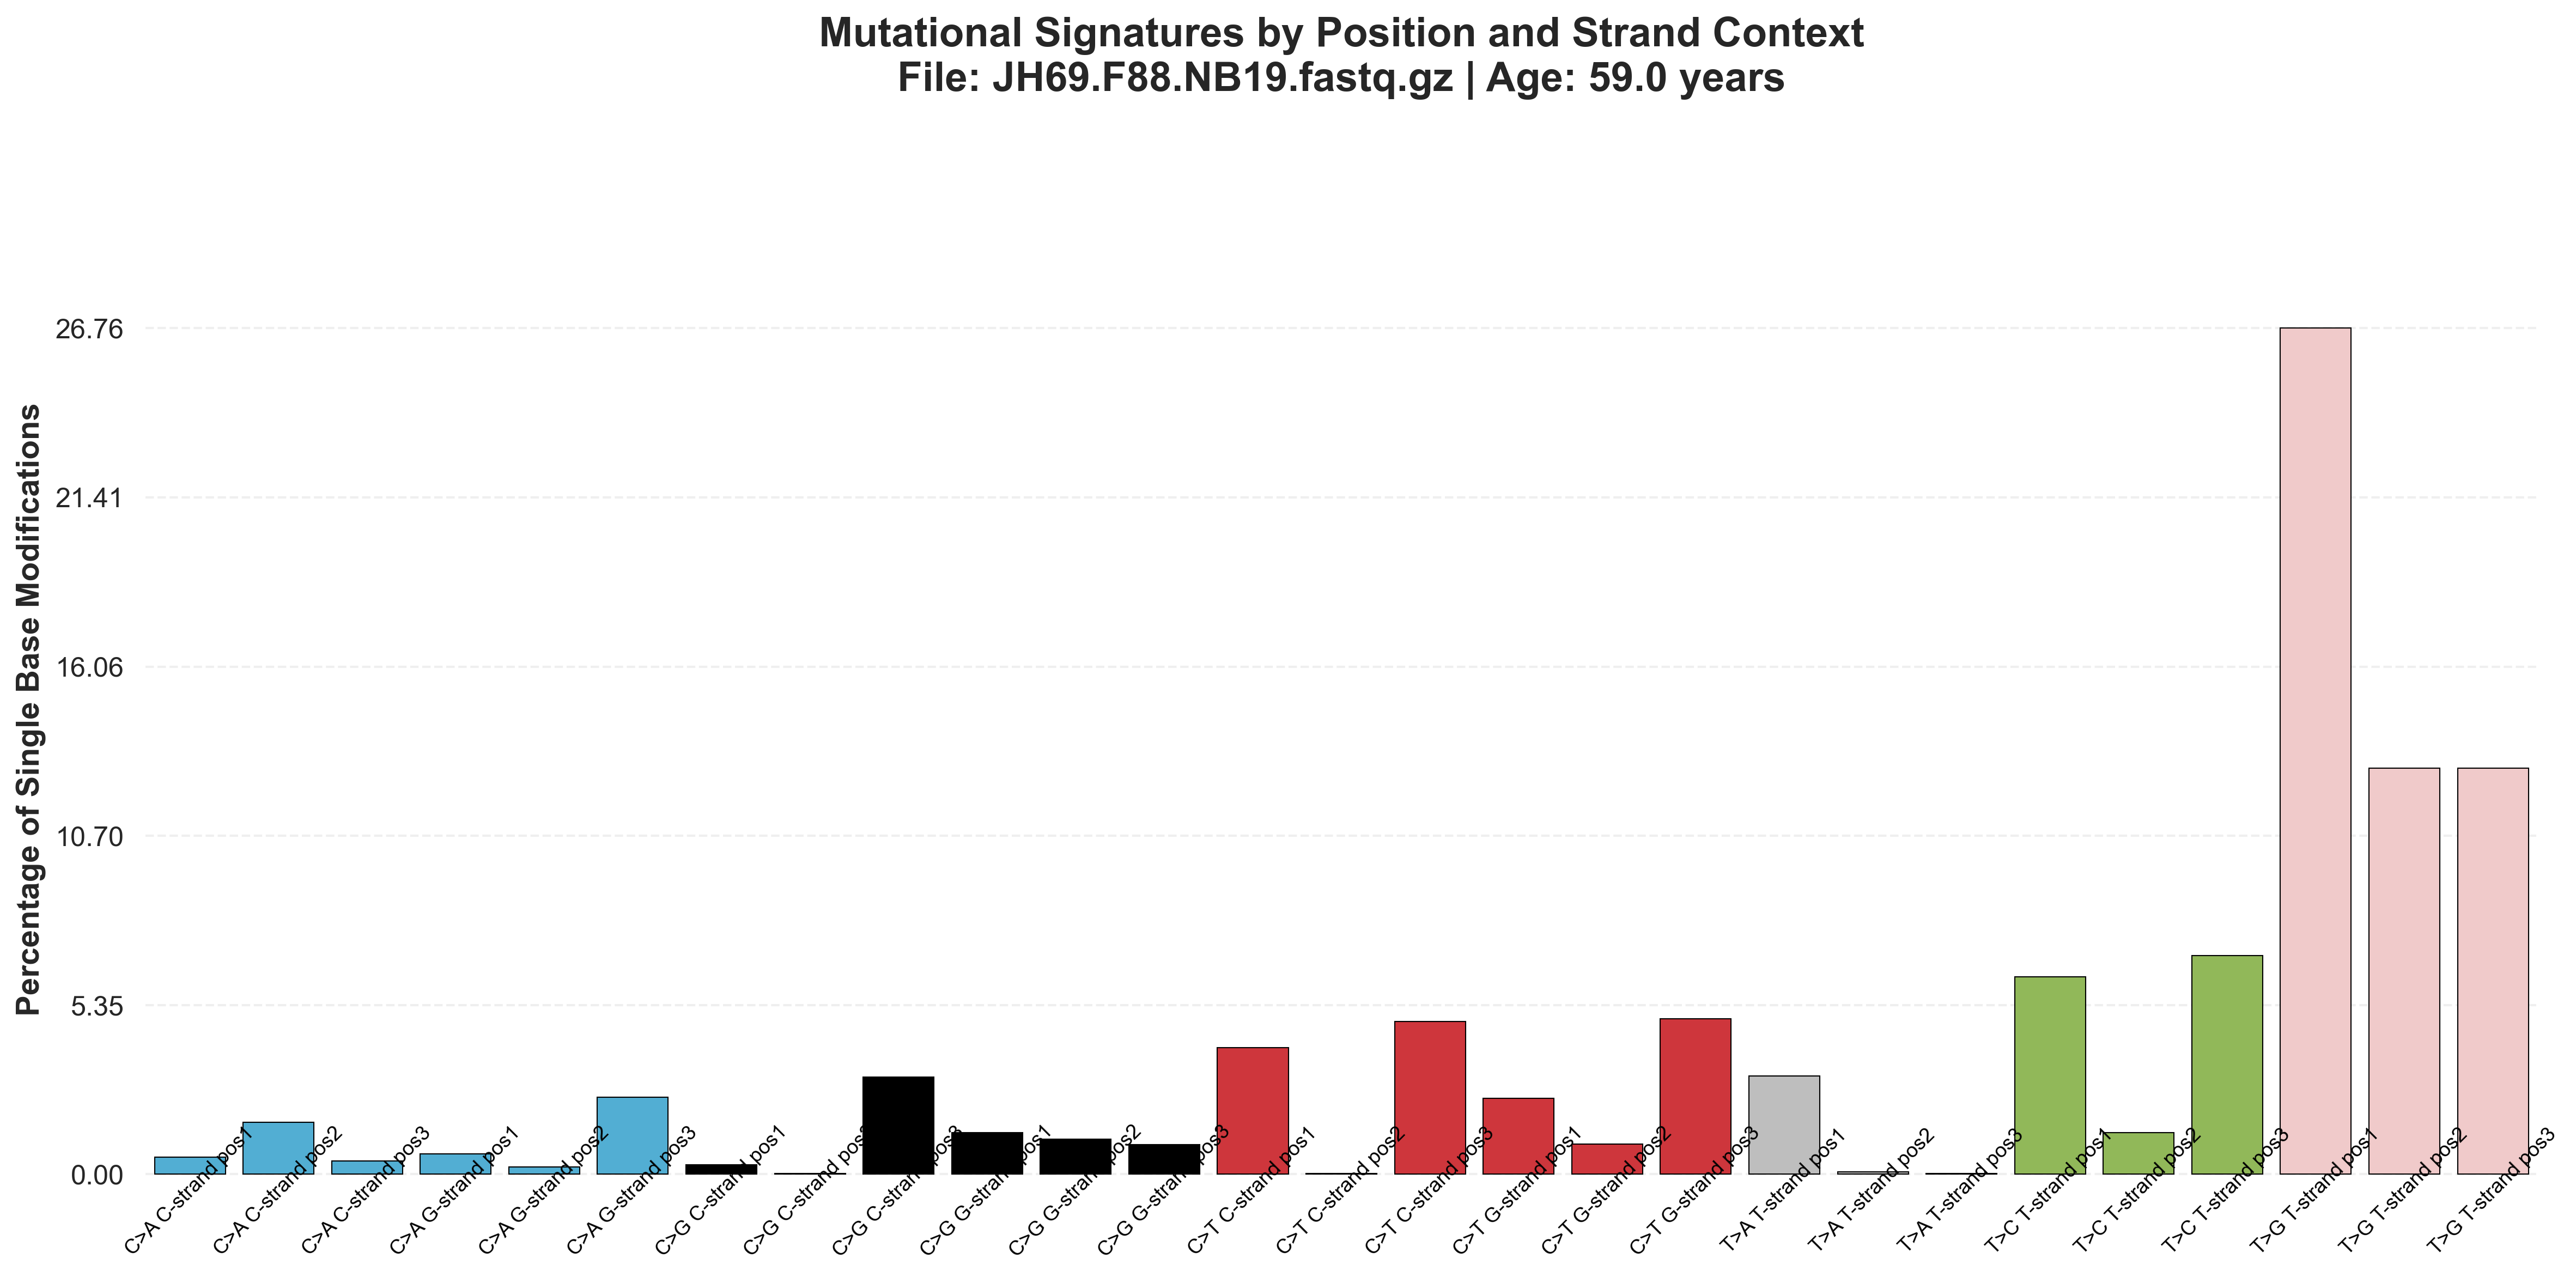 Mutational Signatures by Position and Strand Context
File: JH69.F88.NB19.fastq.gz | Age: 59.0 years
Percentage of Single Base Modifications
26.76
21.41
16.06
10.70
5.35
0.00
C>A C-strand pos1
C>A C-strand pos2
C>A C-strand pos3
C>A G-strand pos1
C>A G-strand pos2
C>A G-strand pos3
C>G C-strand pos1
C>G C-strand pos2
C>G C-strand pos3
C>G G-strand pos1
C>G G-strand pos2
C>G G-strand pos3
C>T C-strand pos1
C>T C-strand pos2
C>T C-strand pos3
C>T G-strand pos1
C>T G-strand pos2
C>T G-strand pos3
T>A T-strand pos1
T>A T-strand pos2
T>A T-strand pos3
T>C T-strand pos1
T>C T-strand pos2
T>C T-strand pos3
T>G T-strand pos1
T>G T-strand pos2
T>G T-strand pos3